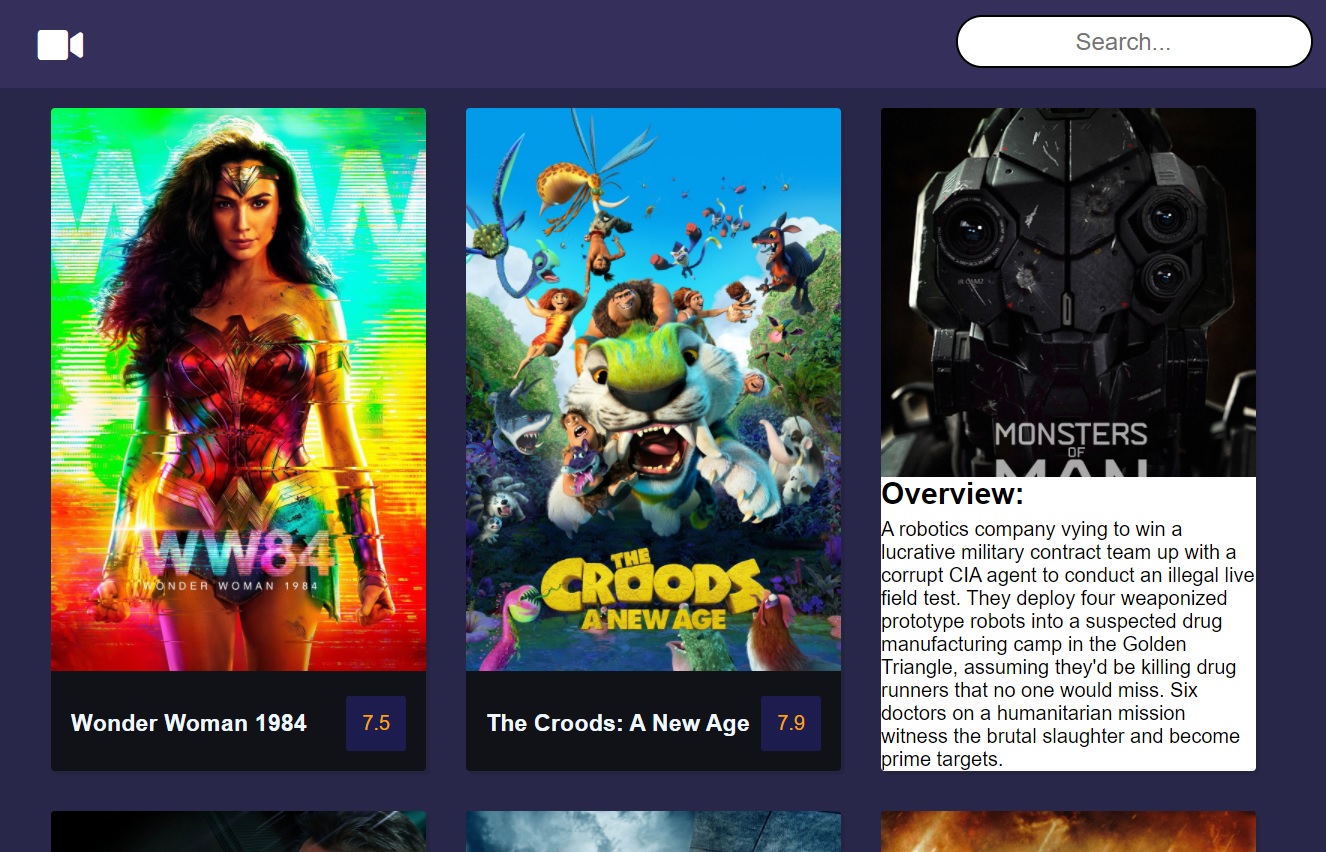 Search...
WW
WW84
WONDER WOMAN 1984
Wonder Woman 1984
7.5
THE
CROODS
A NEW AGE
The Croods: A New Age
7.9
IR CAM2
MONSTERS
OF
MAN
Overview:
A robotics company vying to win a
lucrative military contract team up with a
corrupt CIA agent to conduct an illegal live
field test. They deploy four weaponized
prototype robots into a suspected drug
manufacturing camp in the Golden
Triangle, assuming they'd be killing drug
runners that no one would miss. Six
doctors on a humanitarian mission
witness the brutal slaughter and become
prime targets.